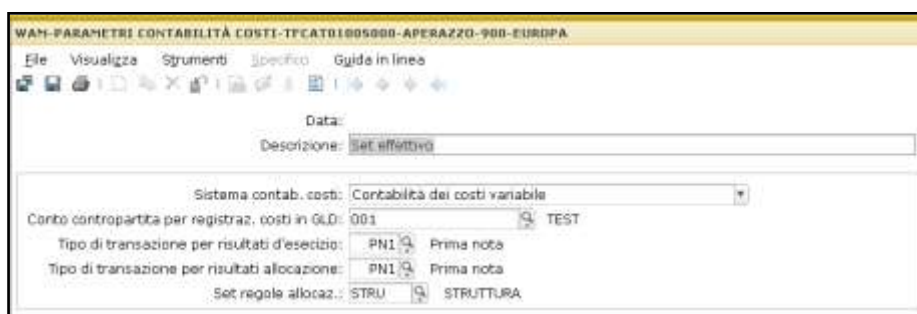 WAM-PARAMETRI CONTABILITÀ COSTI-TFCAT01005000-APERAZZO-900-EUROPA
File Visualizza Strumenti Specifico Guida in linea
Data:
Descrizione: Set effettivo
Sistema contab. costi: Contabilità dei costi variabile
Conto contropartita per registraz. costi in GLD: 001 TEST
Tipo di transazione per risultati d'esecizio: PN1 Prima nota
Tipo di transazione per risultati allocazione: PN1 Prima nota
Set regole allocaz.: STRU STRUTTURA